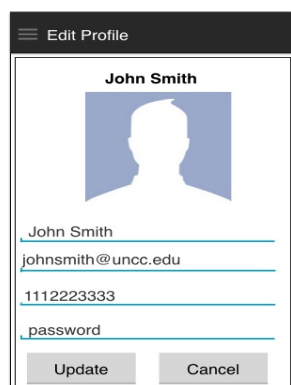 Edit Profile
John Smith
John Smith
johnsmith@uncc.edu
1112223333
password
Update Cancel